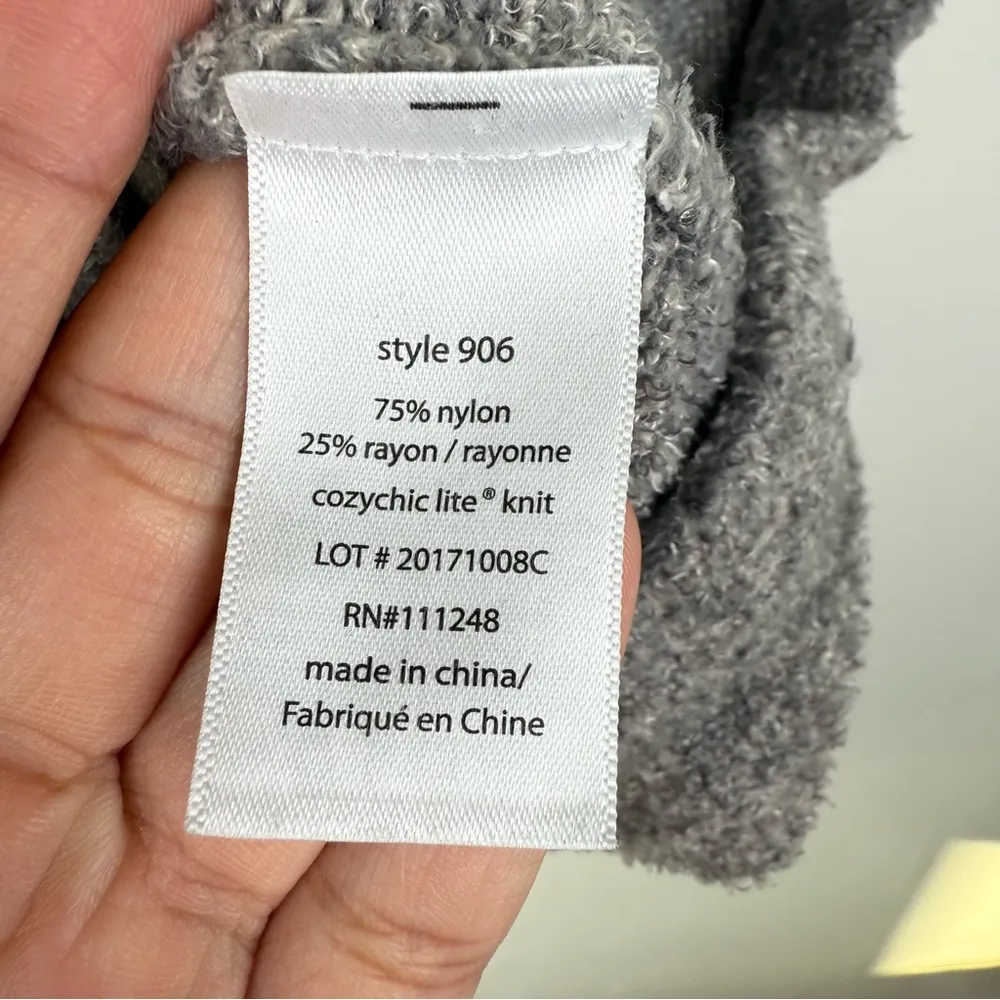 style 906
75% nylon
25% rayon / rayonne
cozychic lite® knit
LOT # 20171008C
RN#111248
made in china/
Fabriqué en Chine